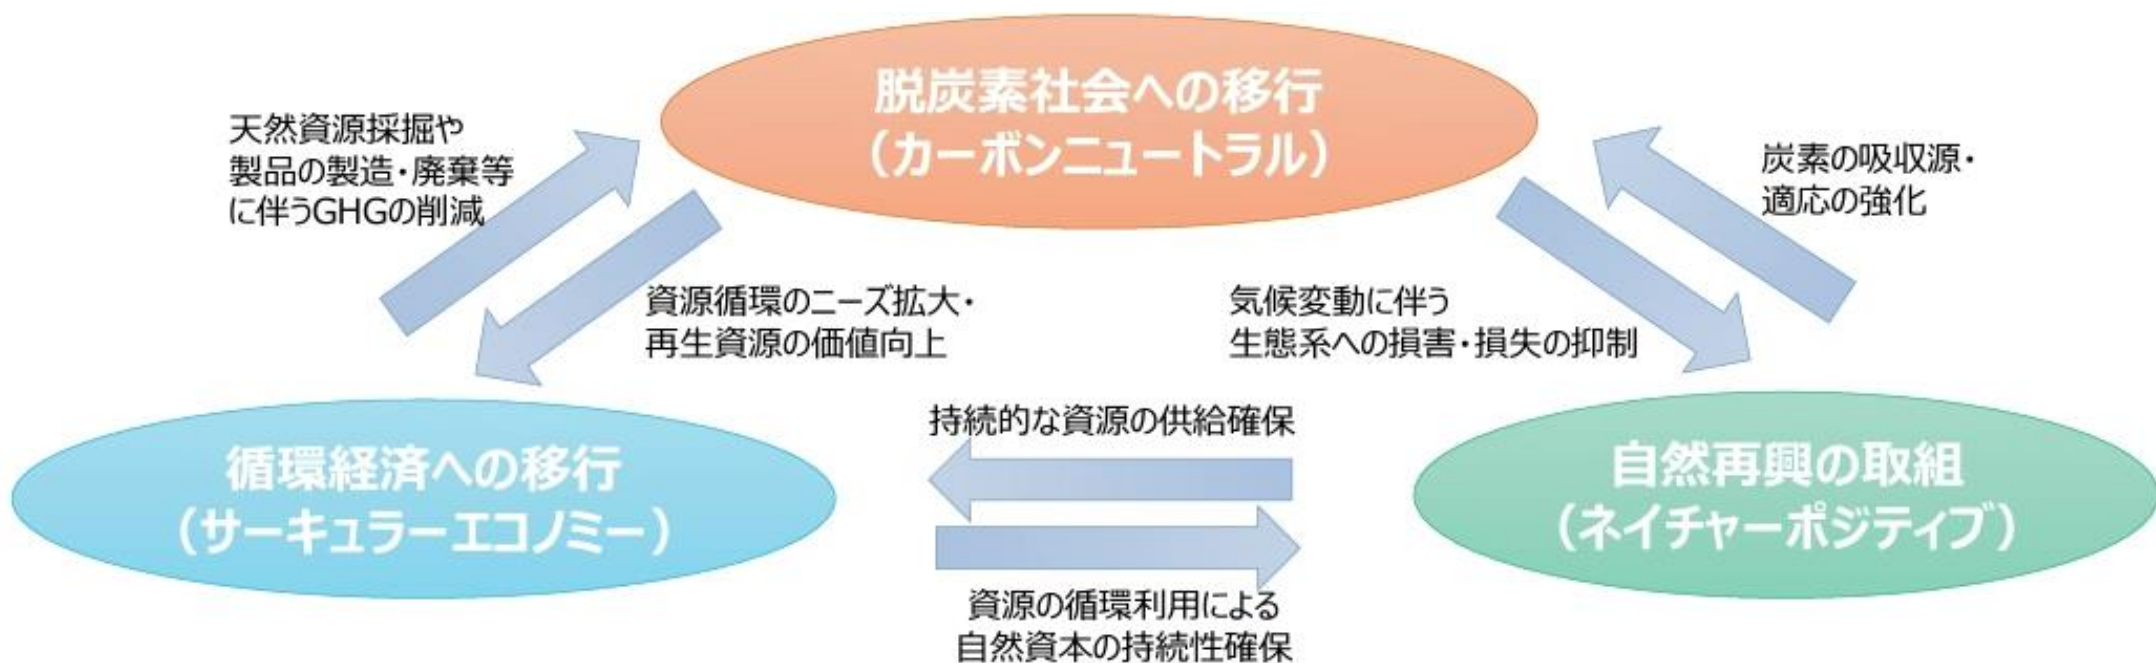 脱炭素社会への移行
（カーボンニュートラル）
天然資源採掘や
製品の製造・廃棄等
に伴うGHGの削減
炭素の吸収源・
適応の強化
資源循環のニーズ拡大・
再生資源の価値向上
気候変動に伴う
生態系への損害・損失の抑制
持続的な資源の供給確保
循環経済への移行
（サーキュラーエコノミー）
自然再興の取組
（ネイチャーポジティブ）
資源の循環利用による
自然資本の持続性確保